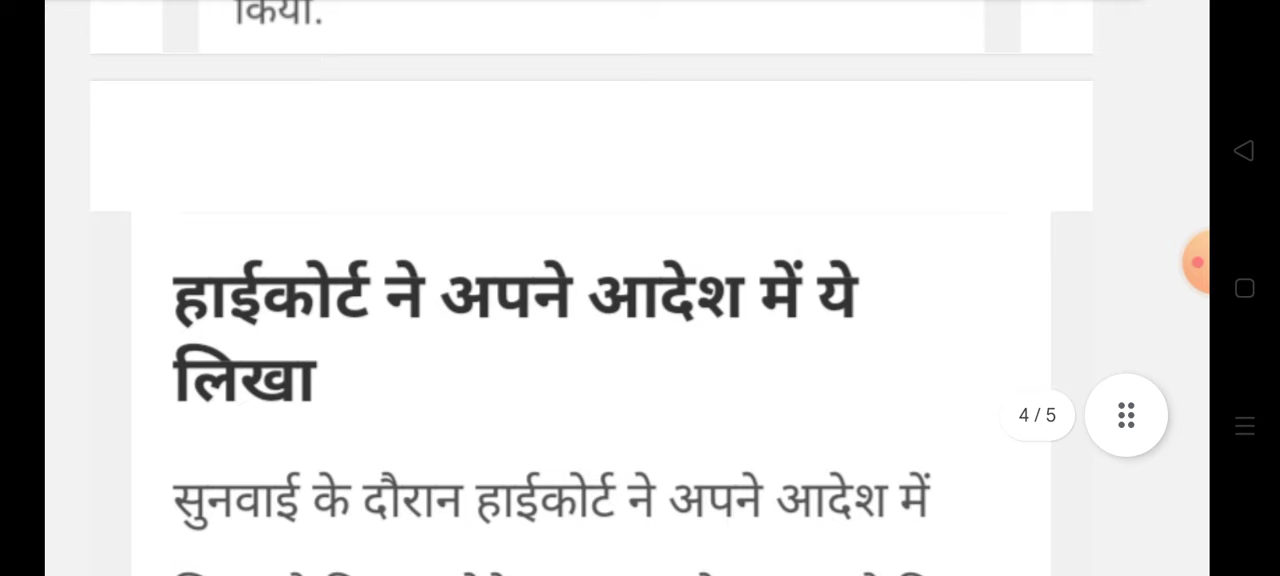 किया.
हाईकोर्ट ने अपने आदेश में ये
लिखा
4 / 5
सुनवाई के दौरान हाईकोर्ट ने अपने आदेश में